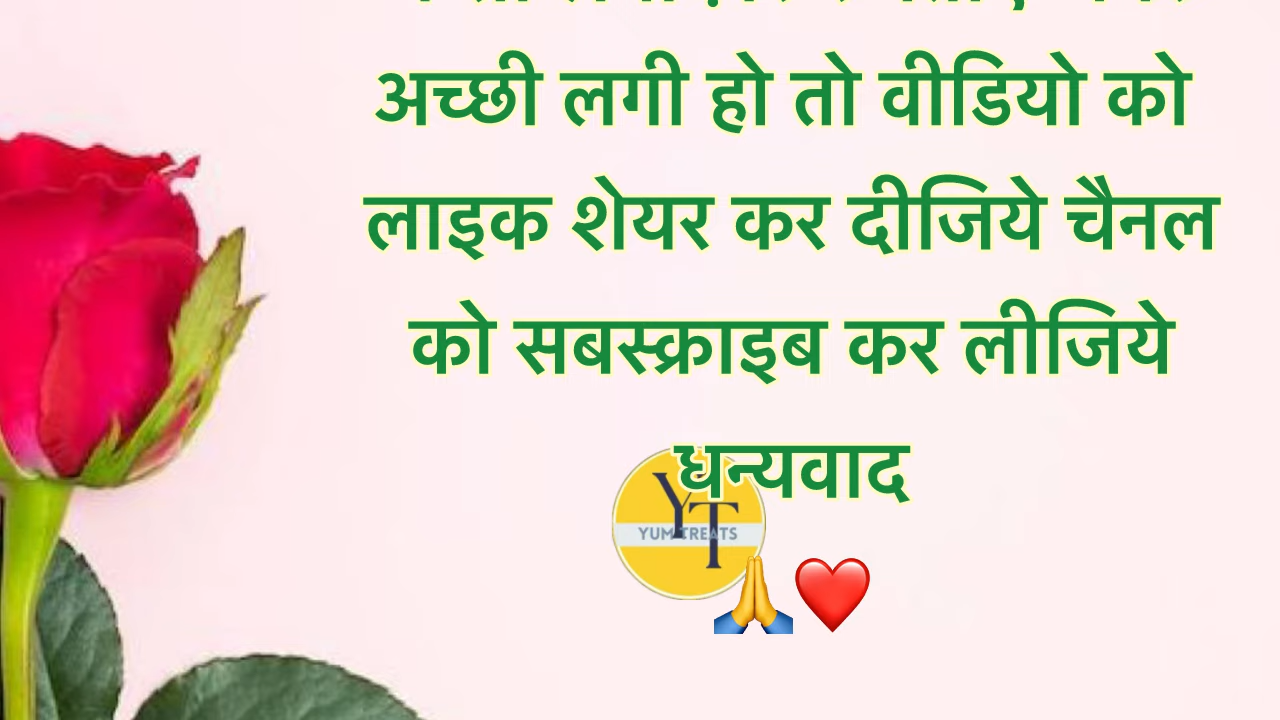 अच्छी लगी हो तो वीडियो को
लाइक शेयर कर दीजिये चैनल
को सबस्क्राइब कर लीजिये
धन्यवाद
YT
YUM TREATS
🙏❤️